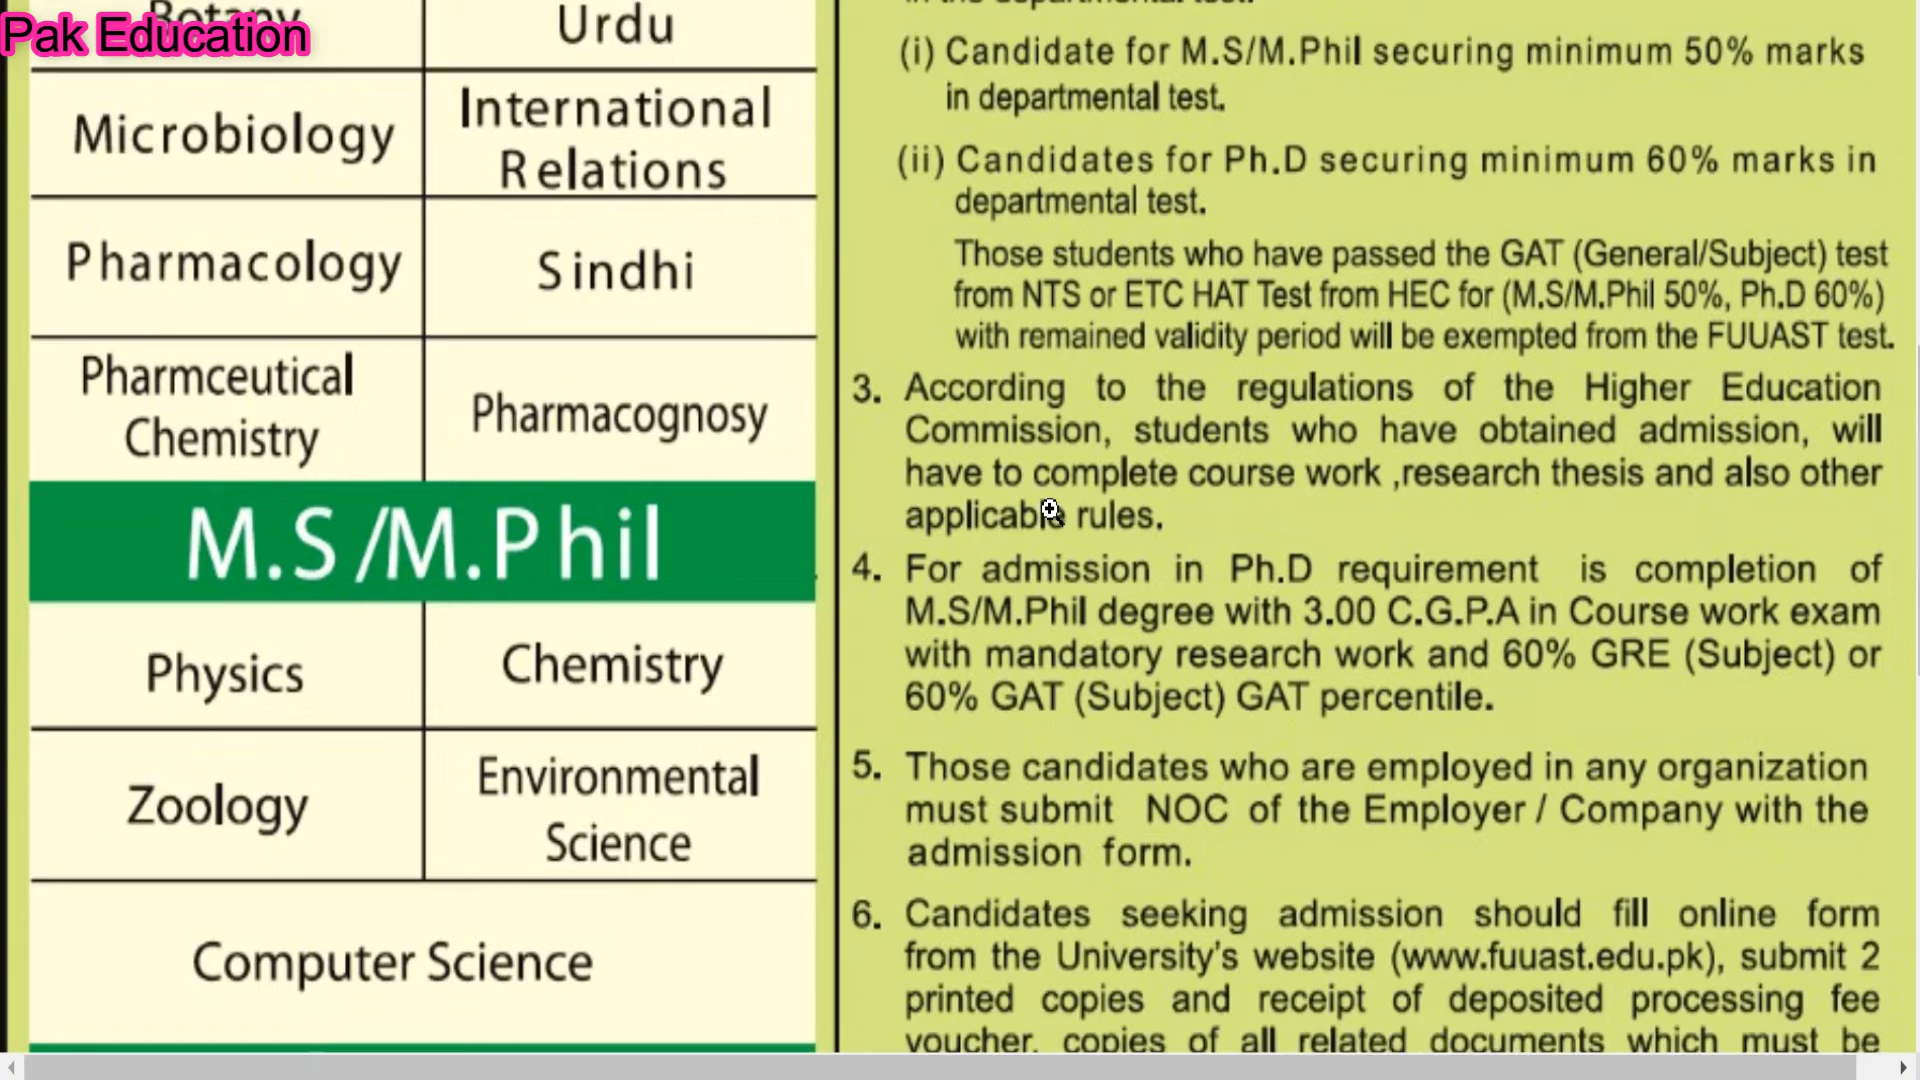 Pak Education
Botany
Urdu
Microbiology
International
Relations
Pharmacology
Sindhi
Pharmceutical
Chemistry
Pharmacognosy
M.S/M.Phil
Physics
Chemistry
Zoology
Environmental
Science
Computer Science
in the departmental test.
(i) Candidate for M.S/M.Phil securing minimum 50% marks
in departmental test.
(ii) Candidates for Ph.D securing minimum 60% marks in
departmental test.
Those students who have passed the GAT (General/Subject) test
from NTS or ETC HAT Test from HEC for (M.S/M.Phil 50%, Ph.D 60%)
with remained validity period will be exempted from the FUUAST test.
3. According to the regulations of the Higher Education
Commission, students who have obtained admission, will
have to complete course work ,research thesis and also other
applicable rules.
4. For admission in Ph.D requirement is completion of
M.S/M.Phil degree with 3.00 C.G.P.A in Course work exam
with mandatory research work and 60% GRE (Subject) or
60% GAT (Subject) GAT percentile.
5. Those candidates who are employed in any organization
must submit NOC of the Employer / Company with the
admission form.
6. Candidates seeking admission should fill online form
from the University's website (www.fuuast.edu.pk), submit 2
printed copies and receipt of deposited processing fee
voucher, copies of all related documents which must be